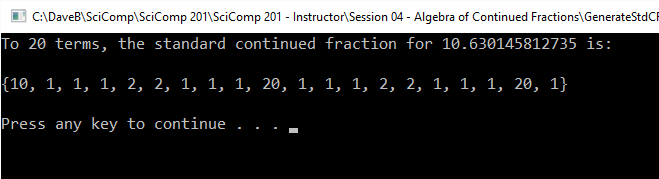 C:\DaveB\SciComp\SciComp 201\SciComp 201 - Instructor\Session 04 - Algebra of Continued Fractions\GenerateStdCF
To 20 terms, the standard continued fraction for 10.630145812735 is:
{10, 1, 1, 1, 2, 2, 1, 1, 1, 20, 1, 1, 1, 2, 2, 1, 1, 1, 20, 1}
Press any key to continue . . .